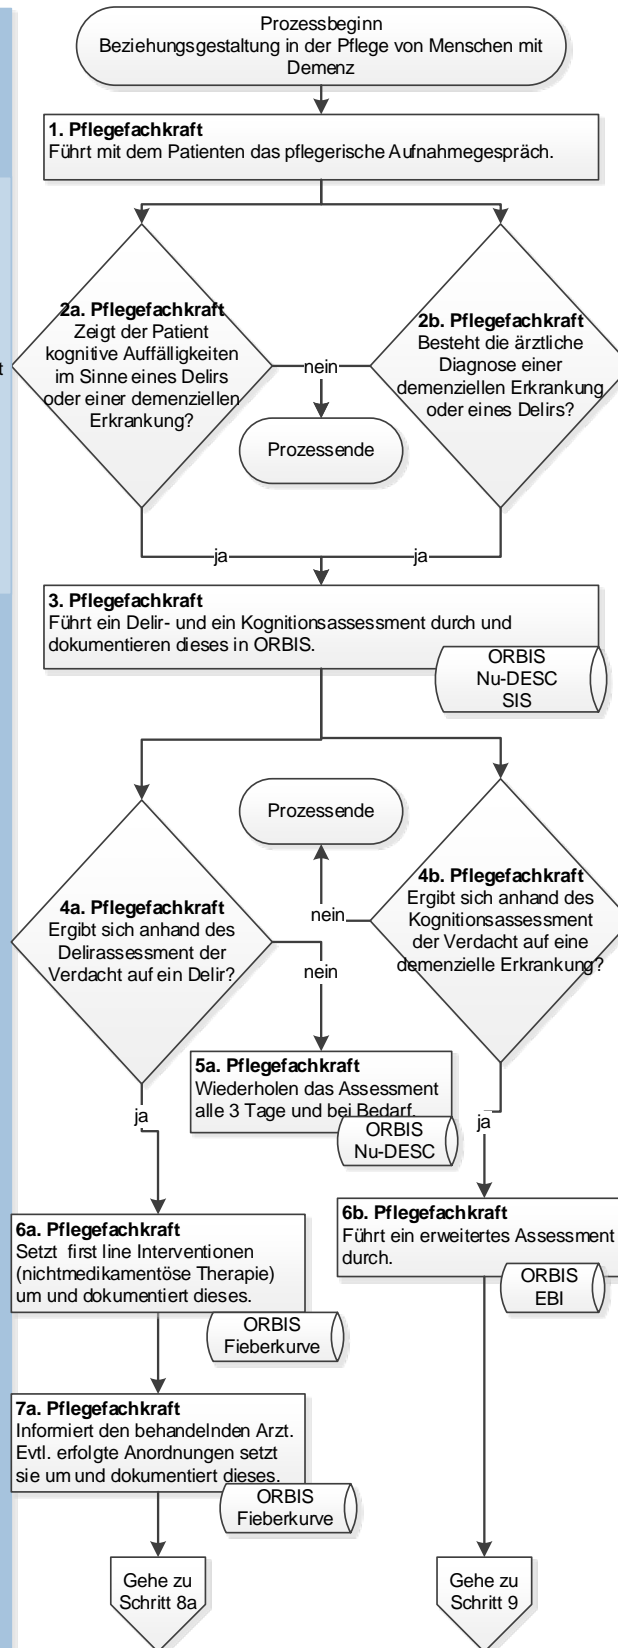 Prozessbeginn
Beziehungsgestaltung in der Pflege von Menschen mit
Demenz
1. Pflegefachkraft
Führt mit dem Patienten das pflegerische Aufnahmegespräch.
2a. Pflegefachkraft
Zeigt der Patient
kognitive Auffälligkeiten
im Sinne eines Delirs
oder einer demenziellen
Erkrankung?
2b. Pflegefachkraft
Besteht die ärztliche
Diagnose einer
demenziellen Erkrankung
oder eines Delirs?
t
nein
Prozessende
ja
ja
3. Pflegefachkraft
Führt ein Delir- und ein Kognitionsassessment durch und
dokumentieren dieses in ORBIS.
ORBIS
Nu-DESC
SIS
Prozessende
4a. Pflegefachkraft
Ergibt sich anhand des
Delirassessment der
Verdacht auf ein Delir?
4b. Pflegefachkraft
Ergibt sich anhand des
Kognitionsassessment
der Verdacht auf eine
demenzielle Erkrankung?
nein
nein
5a. Pflegefachkraft
Wiederholen das Assessment
alle 3 Tage und bei Bedarf.
ORBIS
Nu-DESC
ja
ja
6a. Pflegefachkraft
Setzt first line Interventionen
(nichtmedikamentöse Therapie)
um und dokumentiert dieses.
ORBIS
Fieberkurve
6b. Pflegefachkraft
Führt ein erweitertes Assessment
durch.
ORBIS
EBI
7a. Pflegefachkraft
Informiert den behandelnden Arzt.
Evtl. erfolgte Anordnungen setzt
sie um und dokumentiert dieses.
ORBIS
Fieberkurve
Gehe zu
Schritt 8a
Gehe zu
Schritt 9